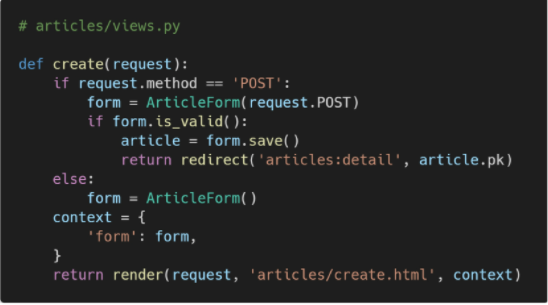 # articles/views.py
def create(request):
    if request.method == 'POST':
        form = ArticleForm(request.POST)
        if form.is_valid():
            article = form.save()
            return redirect('articles:detail', article.pk)
    else:
        form = ArticleForm()
    context = {
        'form': form,
    }
    return render(request, 'articles/create.html', context)